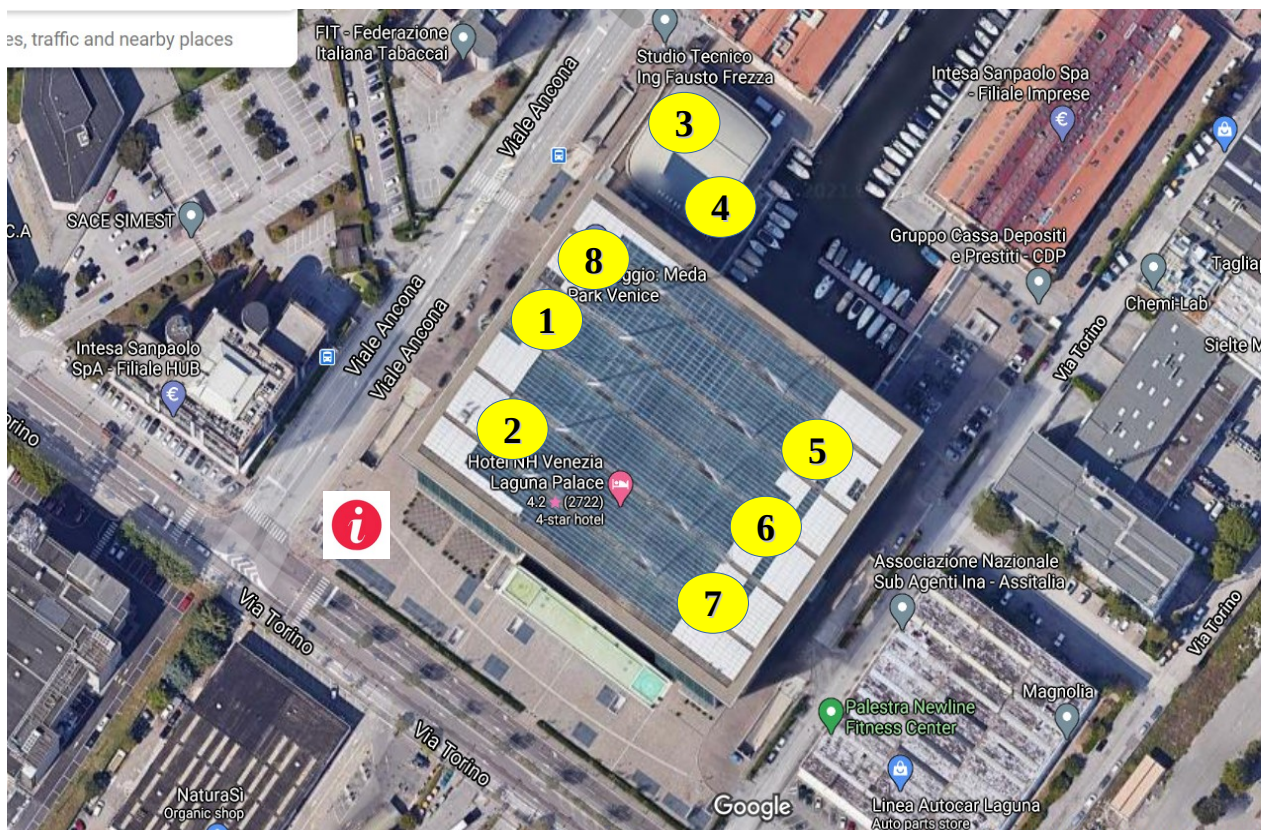 es, traffic and nearby places
FIT - Federazione
Italiana Tabaccai
Studio Tecnico
Ing Fausto Frezza
Viale Ancona
Intesa Sanpaolo Spa
- Filiale Imprese
€
3
SACE SIMEST
C.A
4
Gruppo Cassa Depositi
e Prestiti - CDP
8
ggio: Meda
Park Venice
Chemi-Lab
Tagliap
1
Viale Ancona
Viale Ancona
Intesa Sanpaolo
SpA - Filiale HUB
€
Via Torino
Sielte M
orino
2
5
Hotel NH Venezia
Laguna Palace
4.2 ★ (2722)
4-star hotel
i
6
Associazione Nazionale
Sub Agenti Ina - Assitalia
7
Via Torino
Via Torino
Magnolia
Palestra Newline
Fitness Center
Via Torino
NaturaSì
Organic shop
Google
Linea Autocar Laguna
Auto parts store